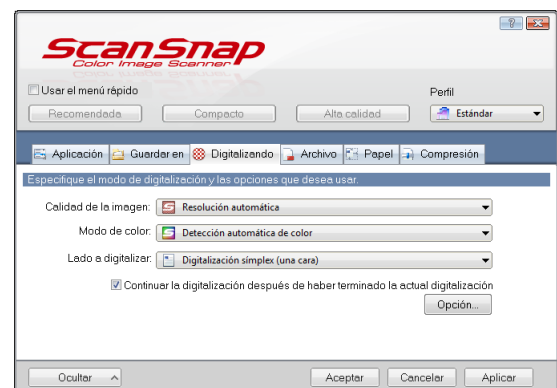 ScanSnap
Color Image Scanner
Usar el menú rápido
Perfil
Recomendada Compacto Alta calidad Estándar
Aplicación Guardar en Digitalizando Archivo Papel Compresión
Especifique el modo de digitalización y las opciones que desea usar.
Calidad de la imagen: Resolución automática
Modo de color: Detección automática de color
Lado a digitalizar: Digitalización símplex (una cara)
Continuar la digitalización después de haber terminado la actual digitalización
Opción...
Ocultar Aceptar Cancelar Aplicar